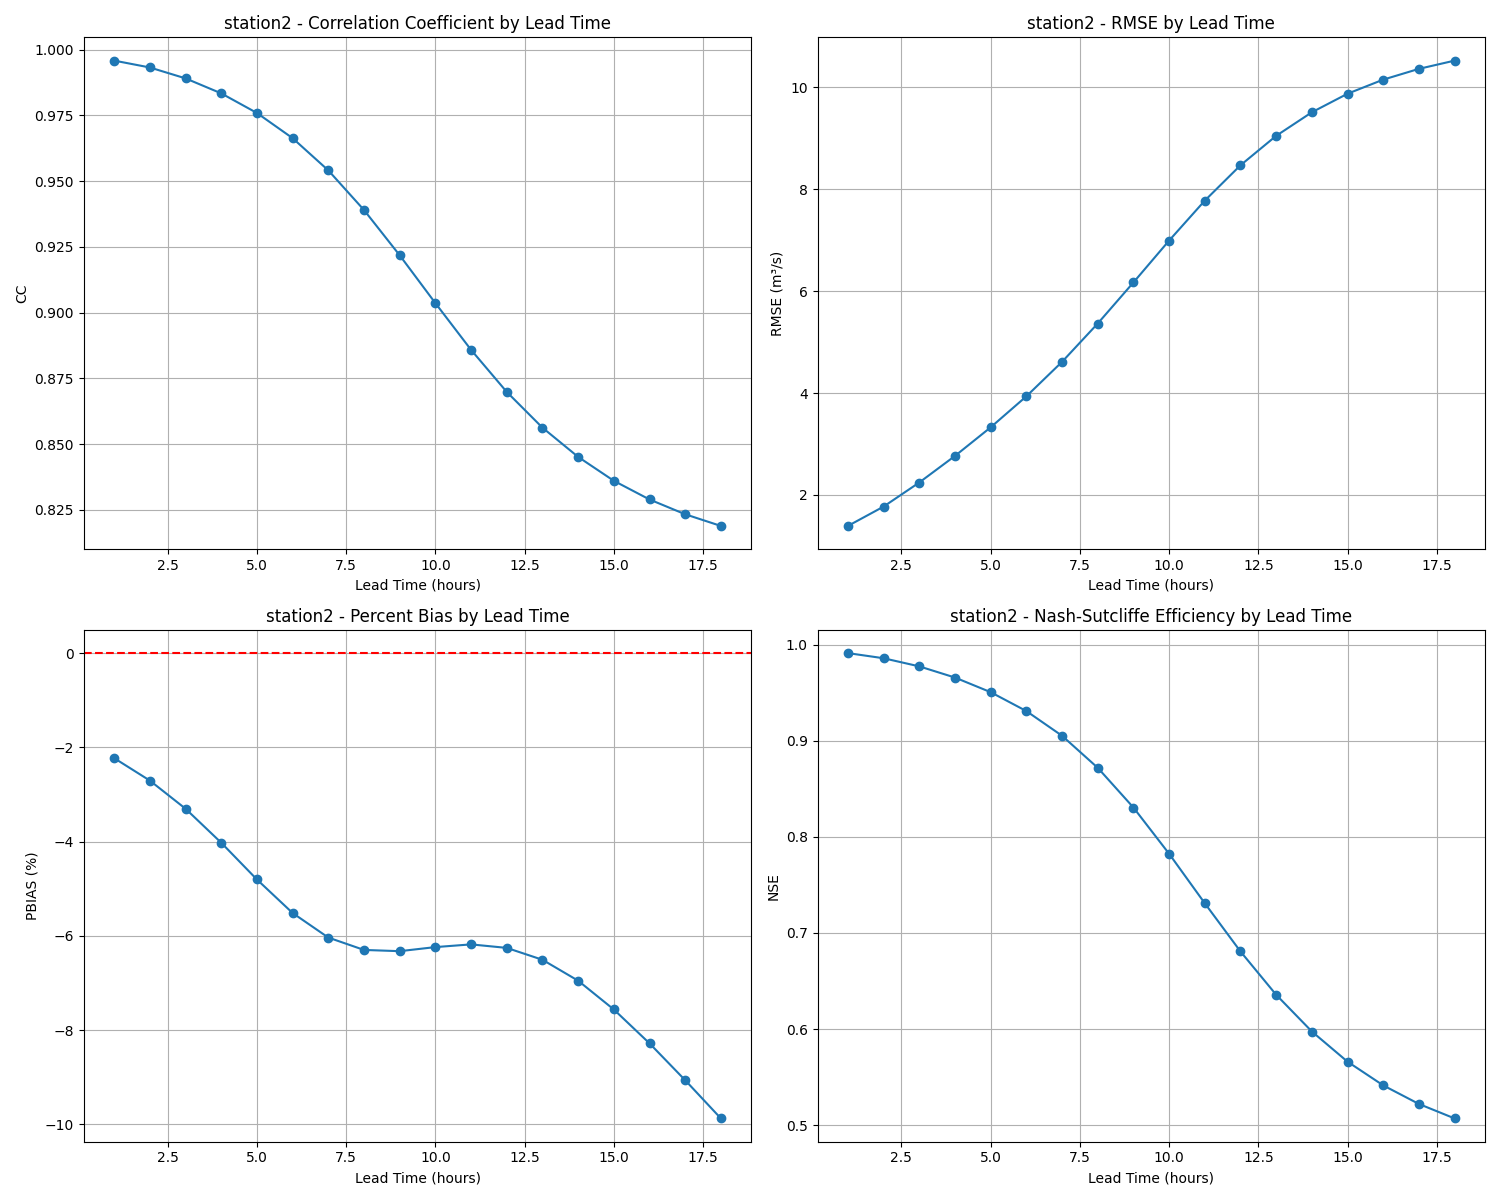 station2 - Correlation Coefficient by Lead Time
1.000
0.975
0.950
0.925
0.900
0.875
0.850
0.825
CC
2.5 5.0 7.5 10.0 12.5 15.0 17.5
Lead Time (hours)
station2 - RMSE by Lead Time
10
8
6
4
2
RMSE (m³/s)
2.5 5.0 7.5 10.0 12.5 15.0 17.5
Lead Time (hours)
station2 - Percent Bias by Lead Time
0
−2
−4
−6
−8
−10
PBIAS (%)
2.5 5.0 7.5 10.0 12.5 15.0 17.5
Lead Time (hours)
station2 - Nash-Sutcliffe Efficiency by Lead Time
1.0
0.9
0.8
0.7
0.6
0.5
NSE
2.5 5.0 7.5 10.0 12.5 15.0 17.5
Lead Time (hours)